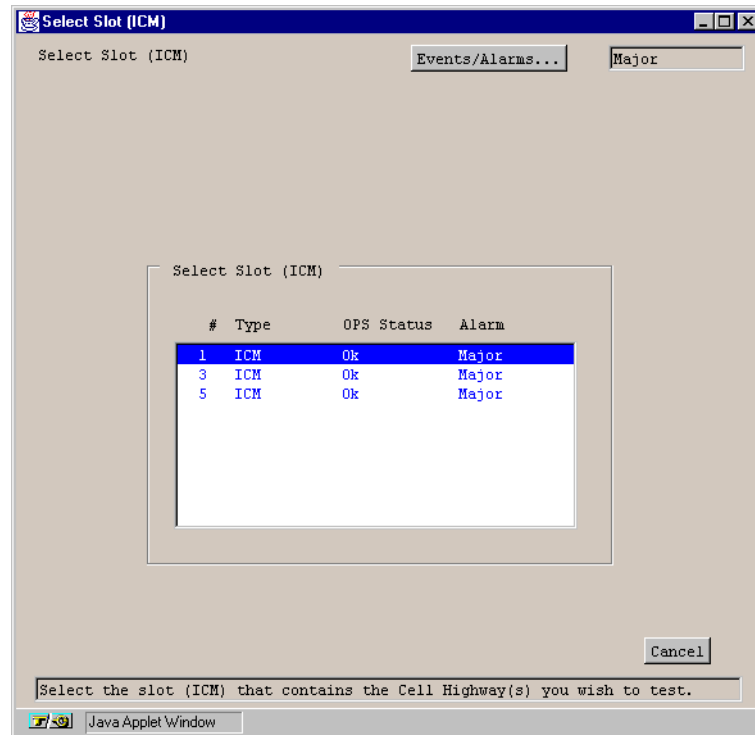 Select Slot (ICM)
Select Slot (ICM) Events/Alarms... Major
Select Slot (ICM)
# Type OPS Status Alarm
1 ICM Ok Major
3 ICM Ok Major
5 ICM Ok Major
Cancel
Select the slot (ICM) that contains the Cell Highway(s) you wish to test.
Java Applet Window